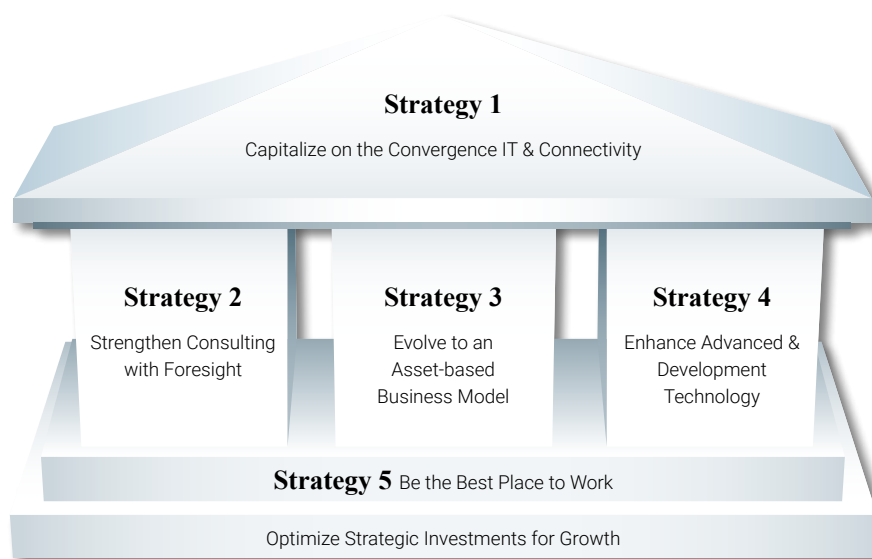 Strategy 1
Capitalize on the Convergence IT & Connectivity
Strategy 2
Strengthen Consulting
with Foresight
Strategy 3
Evolve to an
Asset-based
Business Model
Strategy 4
Enhance Advanced &
Development
Technology
Strategy 5 Be the Best Place to Work
Optimize Strategic Investments for Growth